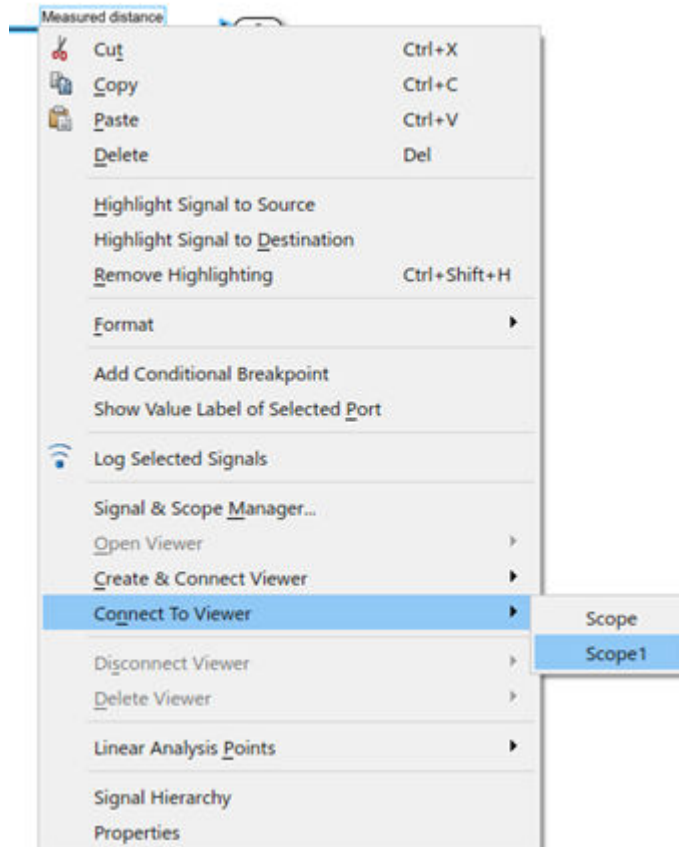 Measured distance
Cut Ctrl+X
Copy Ctrl+C
Paste Ctrl+V
Delete Del
Highlight Signal to Source
Highlight Signal to Destination
Remove Highlighting Ctrl+Shift+H
Format
Add Conditional Breakpoint
Show Value Label of Selected Port
Log Selected Signals
Signal & Scope Manager...
Open Viewer
Create & Connect Viewer
Connect To Viewer
Scope
Scope1
Disconnect Viewer
Delete Viewer
Linear Analysis Points
Signal Hierarchy
Properties